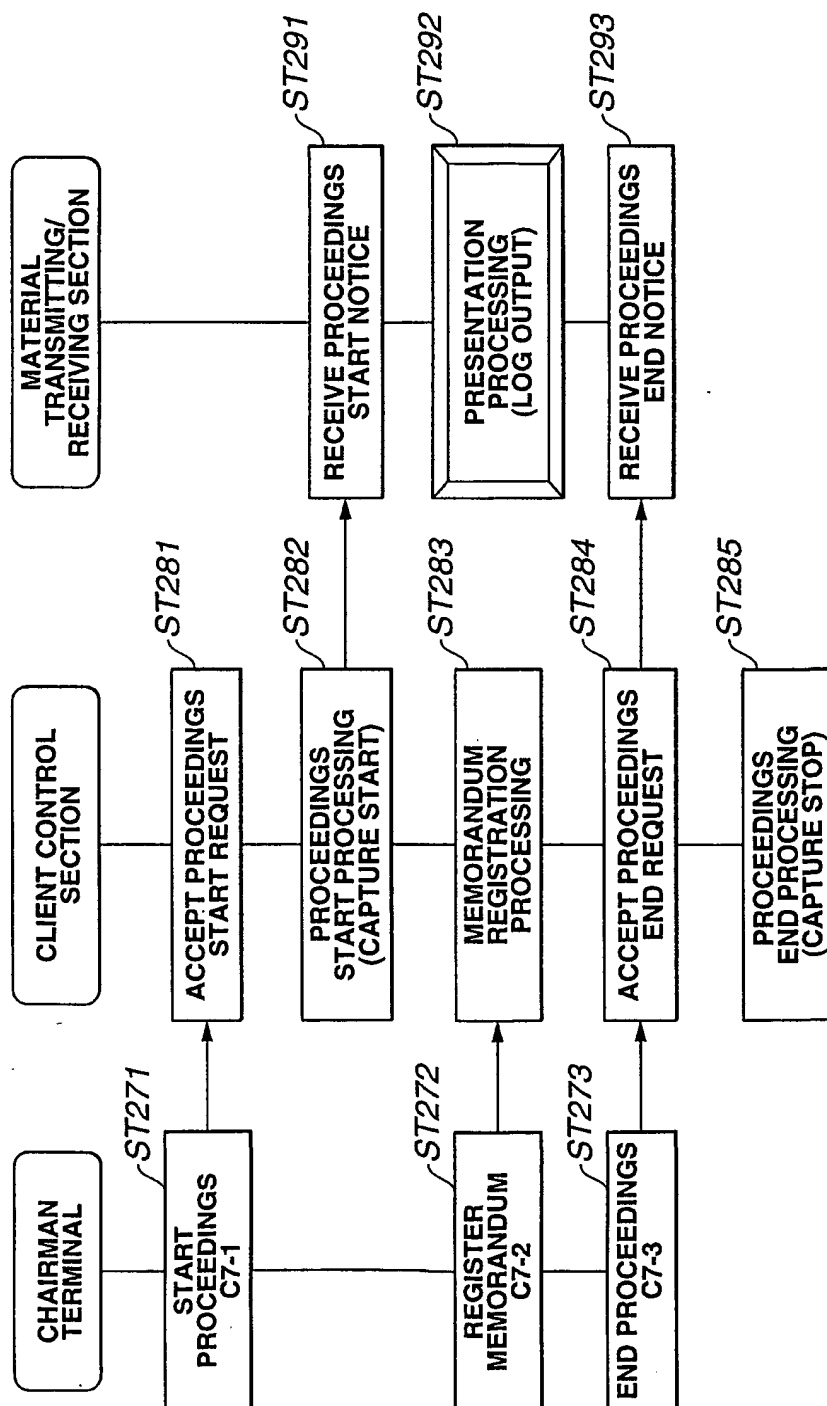 CHAIRMAN
TERMINAL
ST271
START
PROCEEDINGS
C7-1
ST272
REGISTER
MEMORANDUM
C7-2
ST273
END PROCEEDINGS
C7-3
CLIENT CONTROL
SECTION
ST281
ACCEPT PROCEEDINGS
START REQUEST
ST282
PROCEEDINGS
START PROCESSING
(CAPTURE START)
ST283
MEMORANDUM
REGISTRATION
PROCESSING
ST284
ACCEPT PROCEEDINGS
END REQUEST
ST285
PROCEEDINGS
END PROCESSING
(CAPTURE STOP)
MATERIAL
TRANSMITTING/
RECEIVING SECTION
ST291
RECEIVE PROCEEDINGS
START NOTICE
ST292
PRESENTATION
PROCESSING
(LOG OUTPUT)
ST293
RECEIVE PROCEEDINGS
END NOTICE